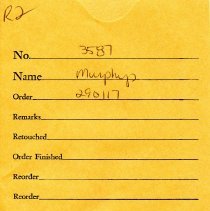 R2
No. 3587
Name Murphy
Order 290117
Remarks
Retouched
Order Finished
Reorder
Reorder